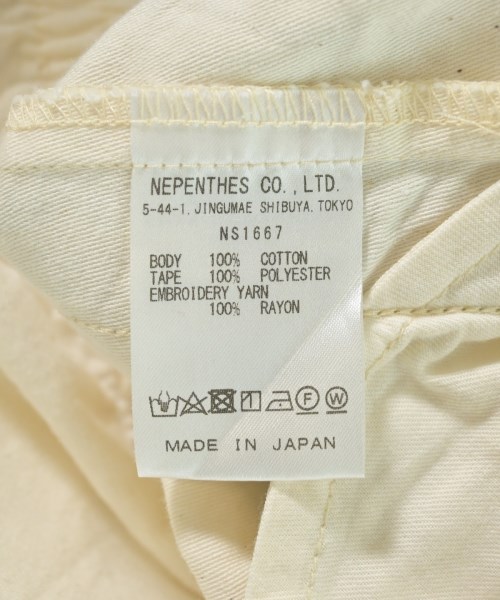 NEPENTHES CO.,LTD.
5-44-1, JINGUMAE SHIBUYA. TOKYO
NS1667
BODY 100% COTTON
TAPE 100% POLYESTER
EMBROIDERY YARN
100% RAYON
F W
MADE IN JAPAN